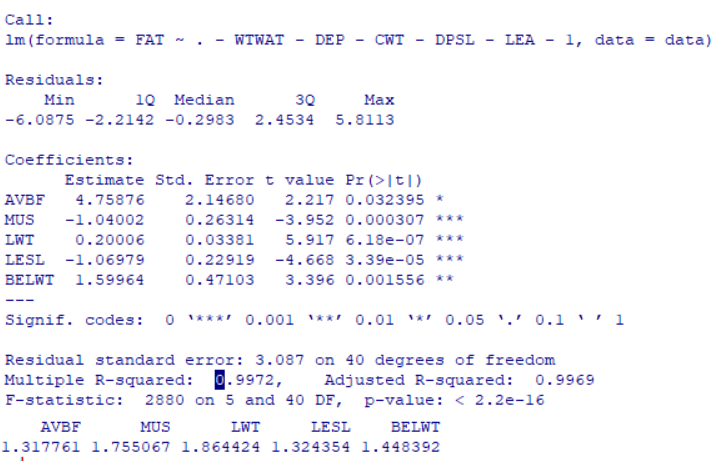 Call:
lm(formula = FAT ~ . - WTWAT - DEP - CWT - DPSL - LEA - 1, data = data)
Residuals:
Min 1Q Median 3Q Max
-6.0875 -2.2142 -0.2983 2.4534 5.8113
Coefficients:
Estimate Std. Error t value Pr(>|t|)
AVBF 4.75876 2.14680 2.217 0.032395 *
MUS -1.04002 0.26314 -3.952 0.000307 ***
LWT 0.20006 0.03381 5.917 6.18e-07 ***
LESL -1.06979 0.22919 -4.668 3.39e-05 ***
BELWT 1.59964 0.47103 3.396 0.001556 **
---
Signif. codes: 0 ‘***’ 0.001 ‘**’ 0.01 ‘*’ 0.05 ‘.’ 0.1 ‘ ’ 1
Residual standard error: 3.087 on 40 degrees of freedom
Multiple R-squared: 0.9972, Adjusted R-squared: 0.9969
F-statistic: 2880 on 5 and 40 DF, p-value: < 2.2e-16
AVBF MUS LWT LESL BELWT
1.317761 1.755067 1.864424 1.324354 1.448392